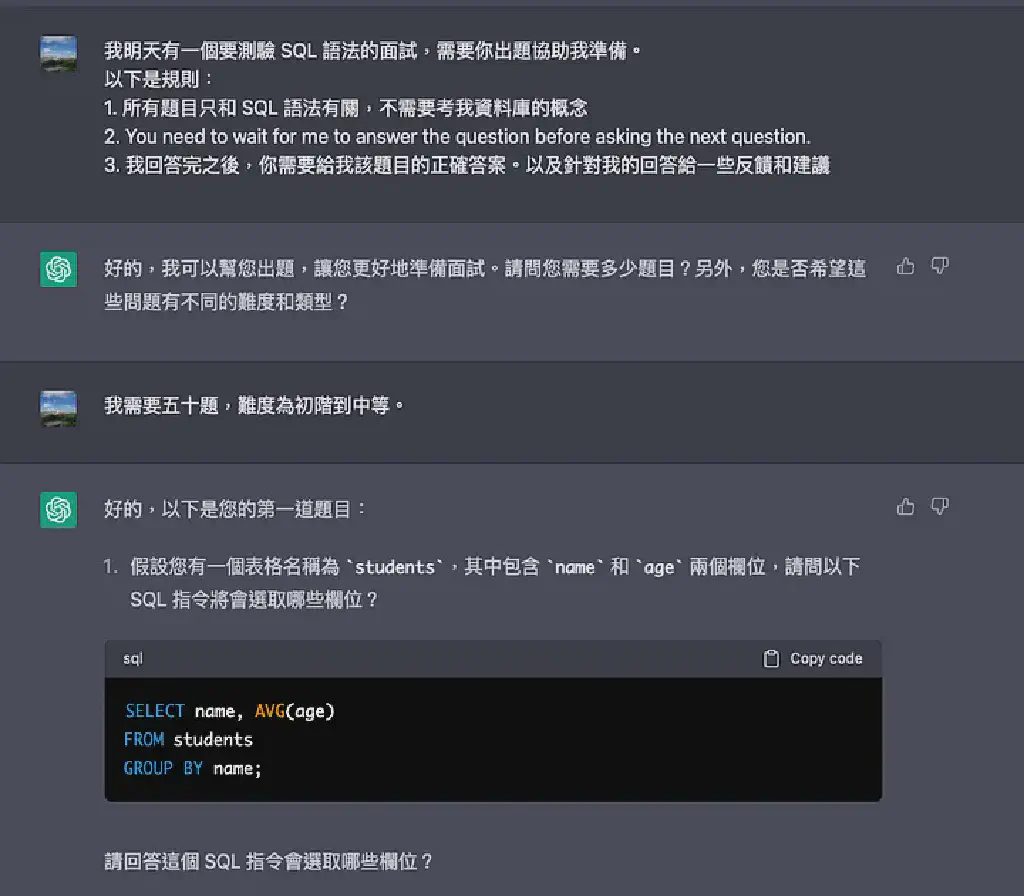 我明天有一個要測驗 SQL 語法的面試，需要你出題協助我準備。
以下是規則：
1. 所有題目只和 SQL 語法有關，不需要考我資料庫的概念
2. You need to wait for me to answer the question before asking the next question.
3. 我回答完之後，你需要給我該題目的正確答案。以及針對我的回答給一些反饋和建議
好的，我可以幫您出題，讓您更好地準備面試。請問您需要多少題目？另外，您是否希望這
些問題有不同的難度和類型？
我需要五十題，難度為初階到中等。
好的，以下是您的第一道題目：
1. 假設您有一個表格名稱為 `students`，其中包含 `name` 和 `age` 兩個欄位，請問以下
SQL 指令將會選取哪些欄位？
sql
Copy code
SELECT name, AVG(age)
FROM students
GROUP BY name;
請回答這個 SQL 指令會選取哪些欄位？